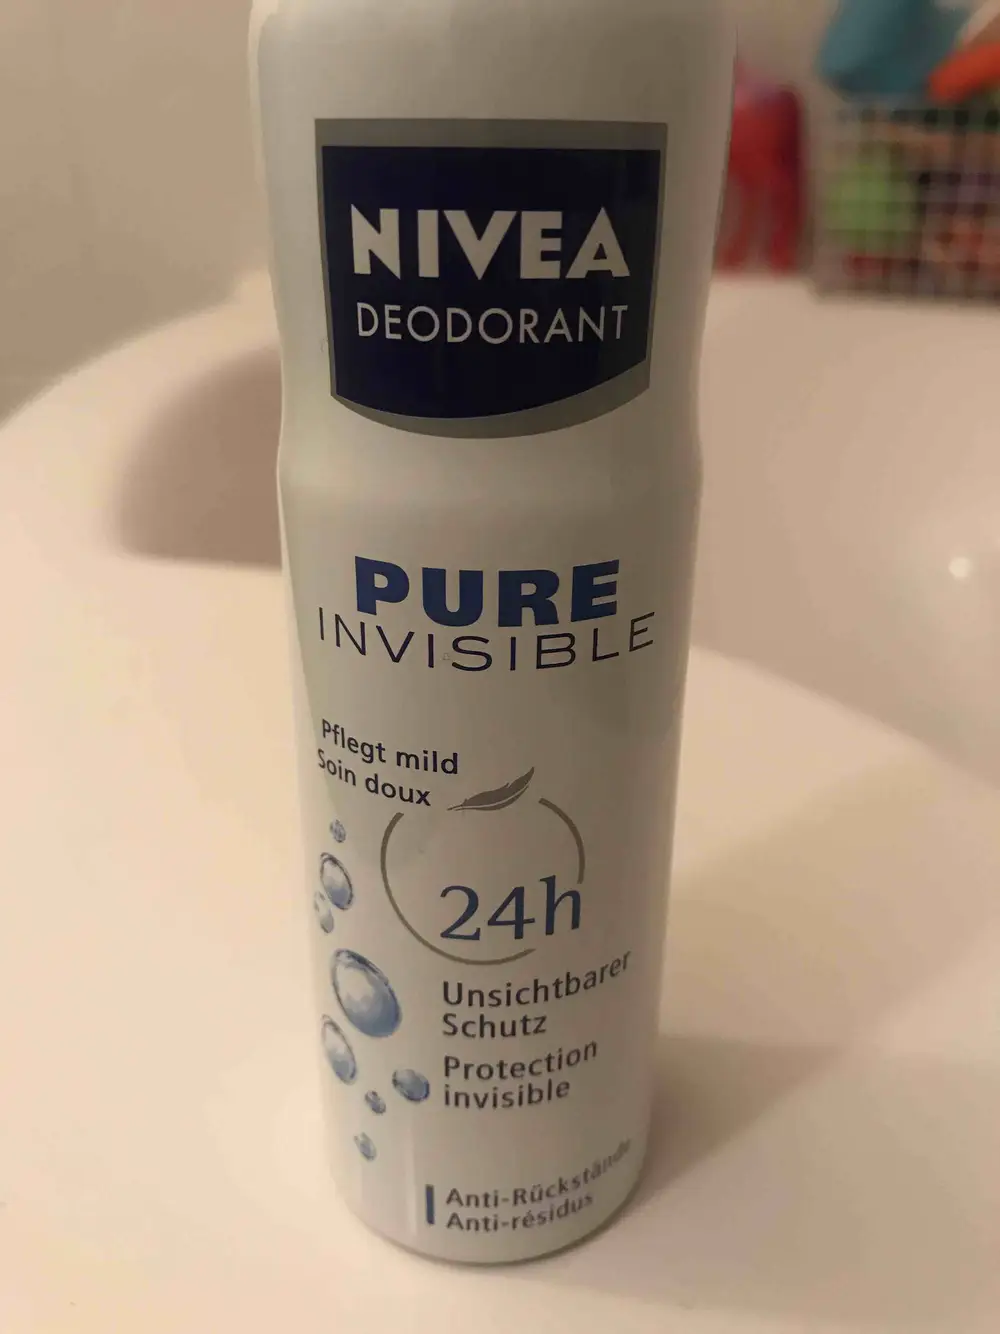 NIVEA
DEODORANT
PURE
INVISIBLE
Pflegt mild
Soin doux
24h
Unsichtbarer
Schutz
Protection
invisible
Anti-Rückstände
Anti-résidus